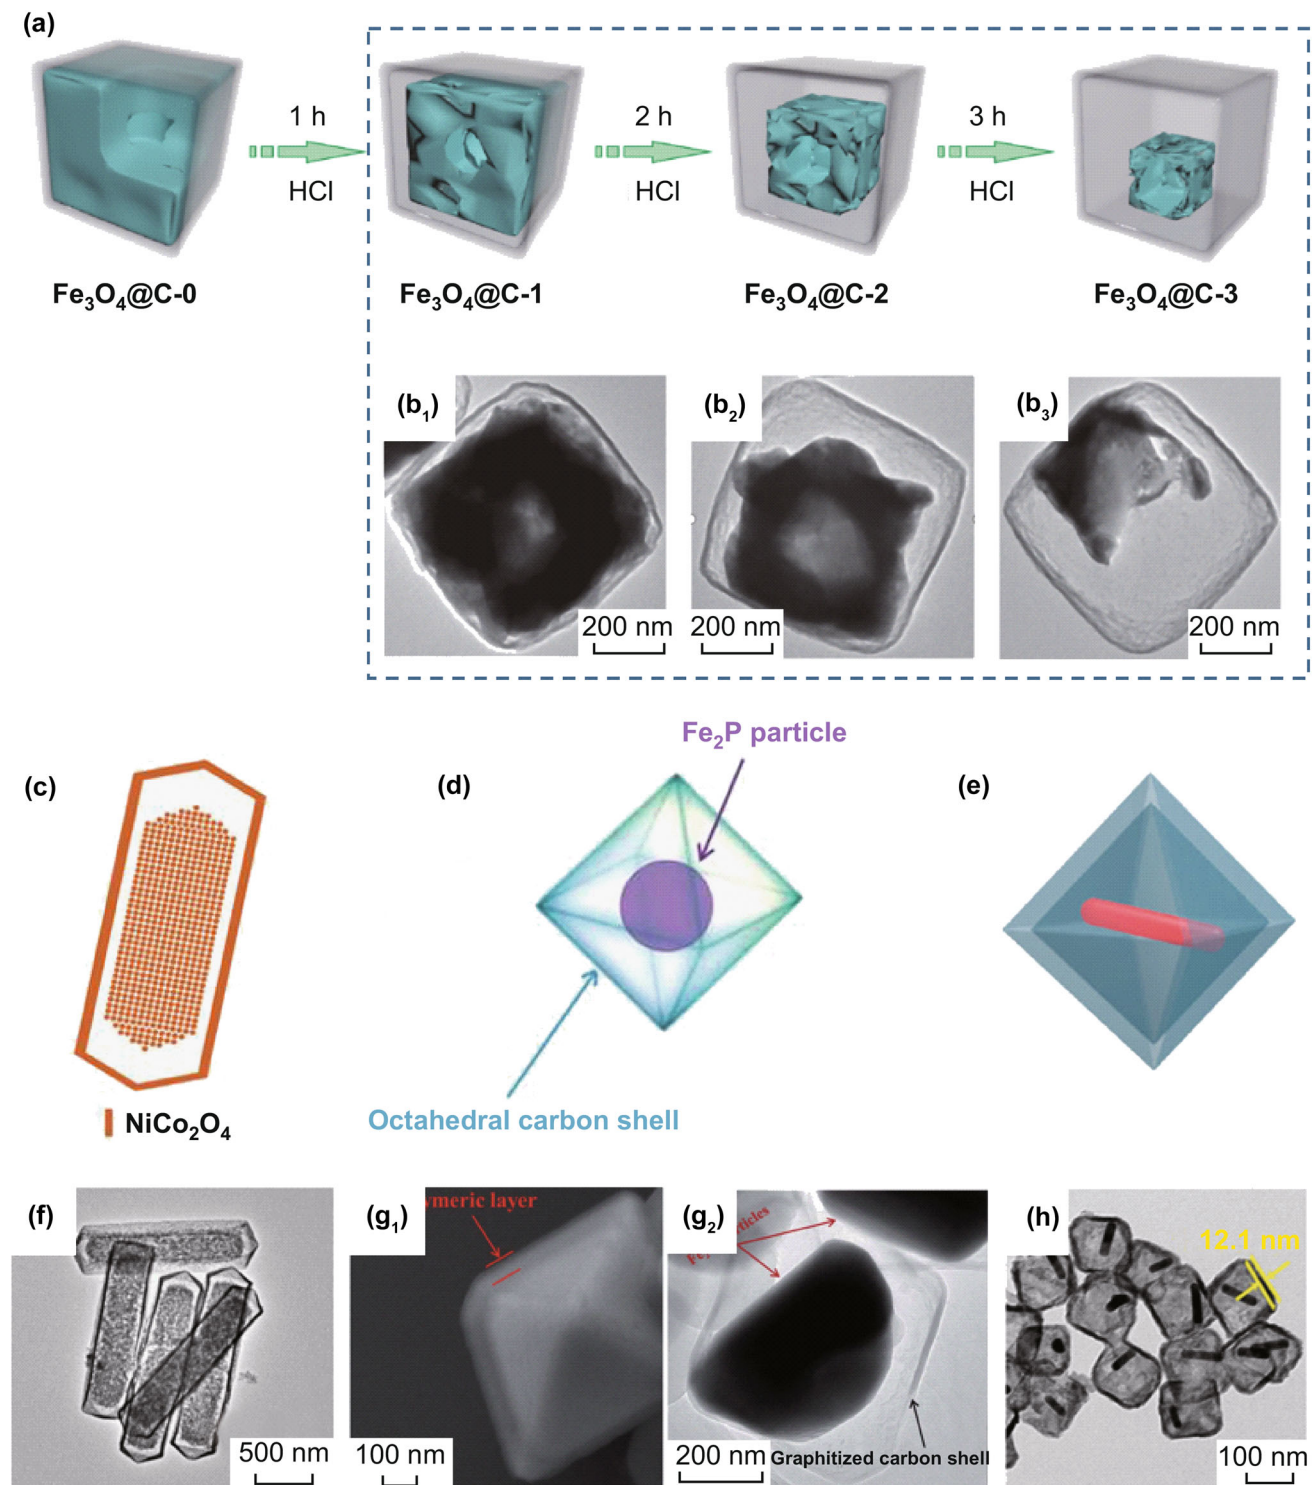 (a)
1 h
2 h
3 h
HCl
HCl
HCl
Fe₃O₄@C-0
Fe₃O₄@C-1
Fe₃O₄@C-2
Fe₃O₄@C-3
(b₁)
(b₂)
(b₃)
200 nm
200 nm
200 nm
Fe₂P particle
(c)
(d)
(e)
NiCo₂O₄
Octahedral carbon shell
(f)
(g₁)
ymeric layer
(g₂)
(h)
12.1 nm
500 nm
100 nm
200 nm
Graphitized carbon shell
100 nm